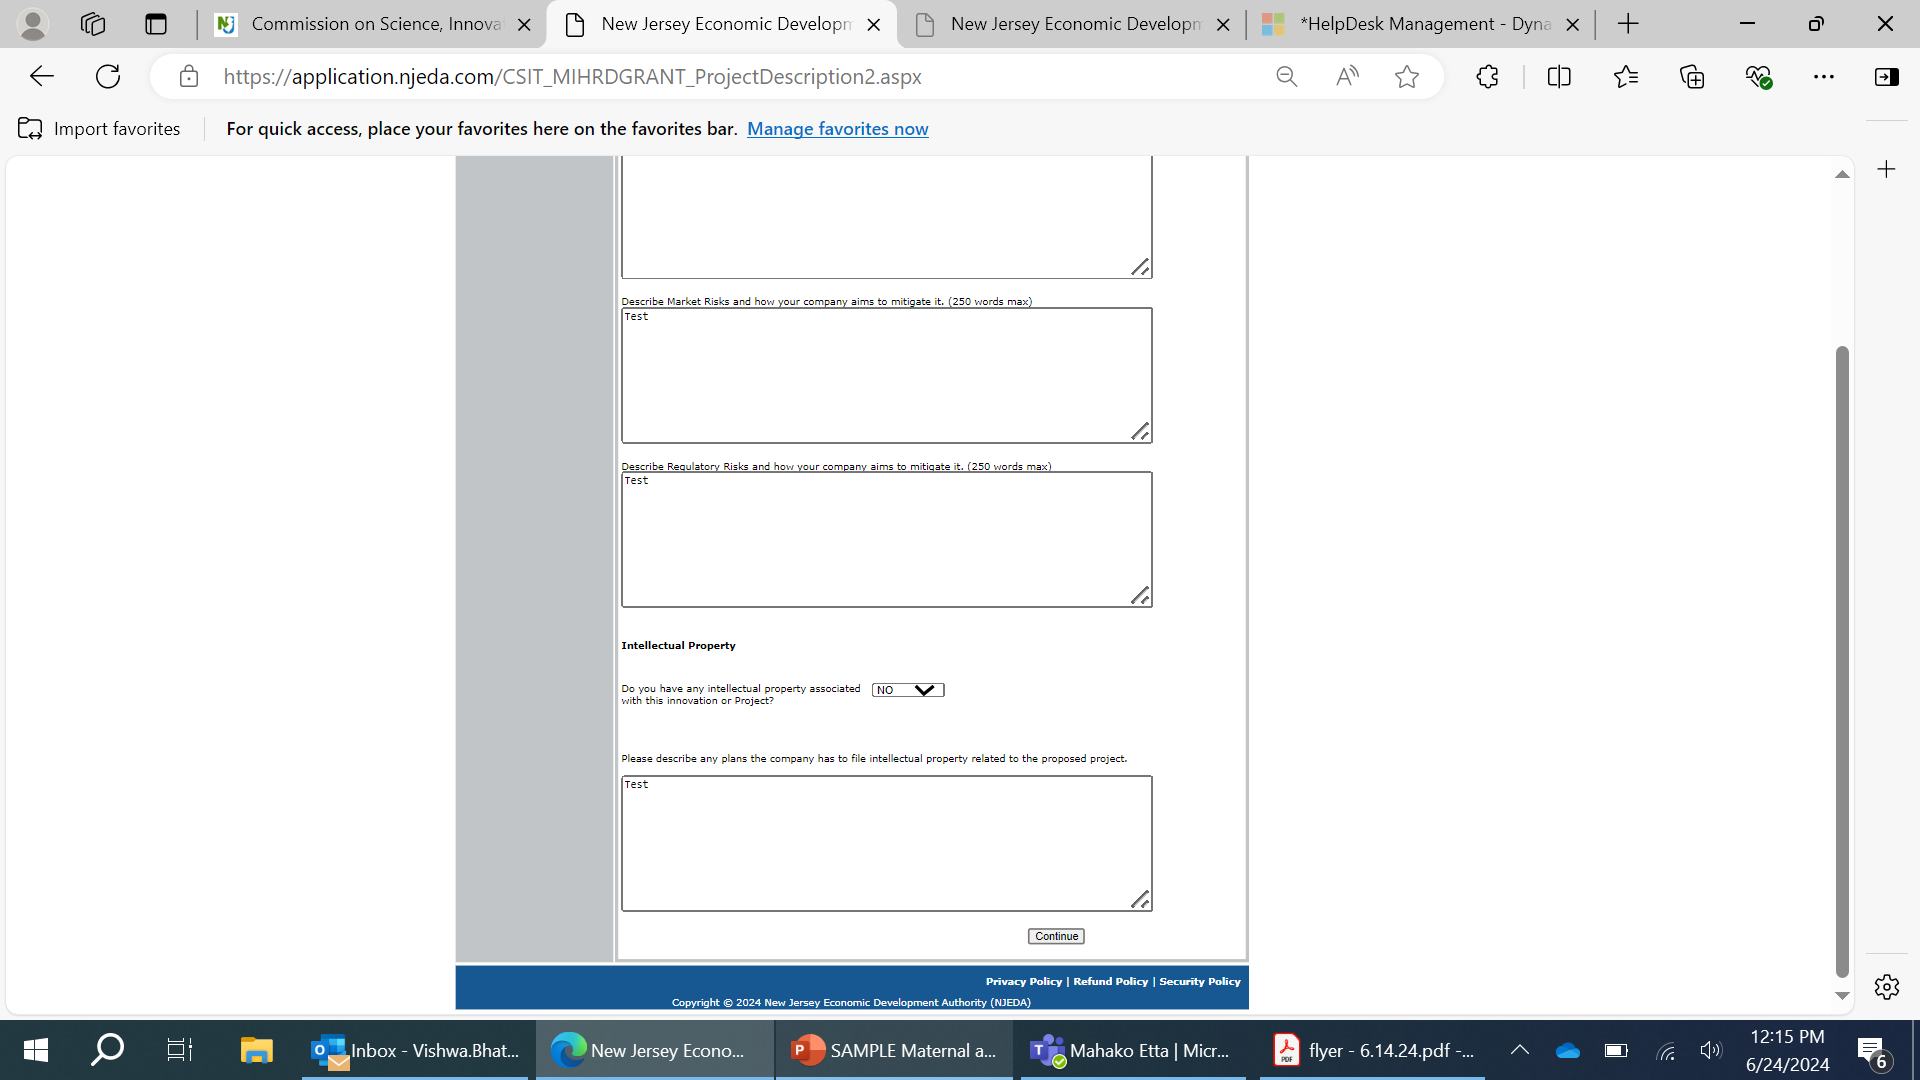 Commission on Science, Innova
New Jersey Economic Developm
New Jersey Economic Developm
*HelpDesk Management - Dyna
https://application.njeda.com/CSIT_MIHRDGRANT_ProjectDescription2.aspx
Import favorites
For quick access, place your favorites here on the favorites bar. Manage favorites now
Describe Market Risks and how your company aims to mitigate it. (250 words max)
Test
Describe Regulatory Risks and how your company aims to mitigate it. (250 words max)
Test
Intellectual Property
Do you have any intellectual property associated
with this innovation or Project?
NO
Please describe any plans the company has to file intellectual property related to the proposed project.
Test
Continue
Privacy Policy | Refund Policy | Security Policy
Copyright © 2024 New Jersey Economic Development Authority (NJEDA)
Inbox - Vishwa.Bhat...
New Jersey Econo...
SAMPLE Maternal a...
Mahako Etta | Micr...
flyer - 6.14.24.pdf -...
12:15 PM
6/24/2024
6